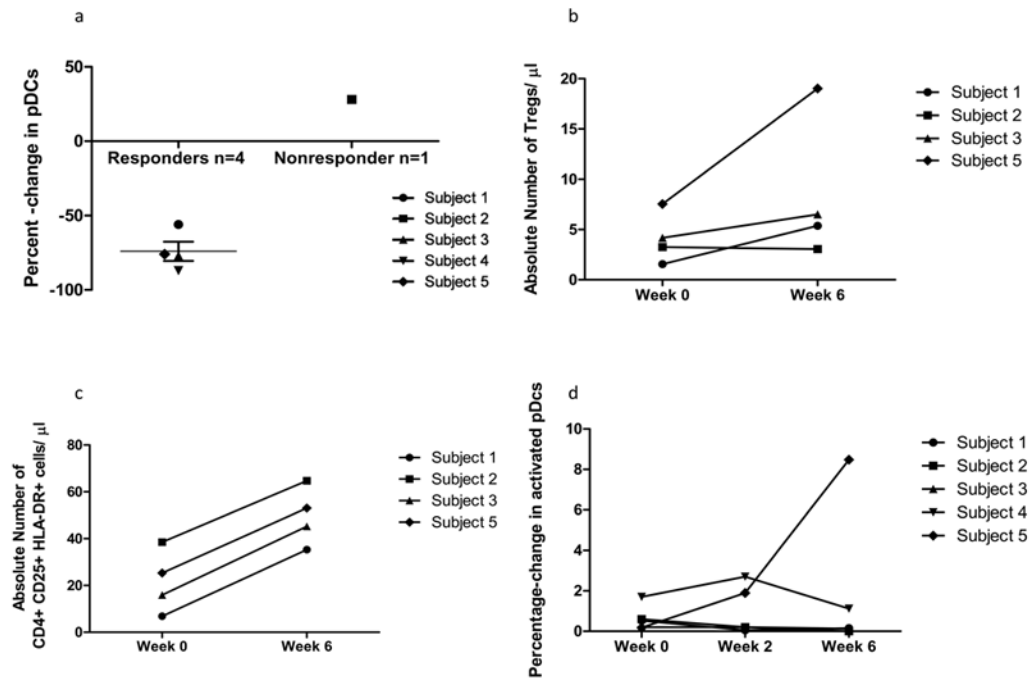 a
Percent -change in pDCs
50
0
-50
-100
Responders n=4
Nonresponder n=1
Subject 1
Subject 2
Subject 3
Subject 4
Subject 5
b
Absolute Number of Tregs/ µl
20
15
10
5
0
Week 0
Week 6
Subject 1
Subject 2
Subject 3
Subject 5
c
Absolute Number of
CD4+ CD25+ HLA-DR+ cells/ µl
80
60
40
20
0
Week 0
Week 6
Subject 1
Subject 2
Subject 3
Subject 5
d
Percentage-change in activated pDcs
10
8
6
4
2
0
Week 0
Week 2
Week 6
Subject 1
Subject 2
Subject 3
Subject 4
Subject 5